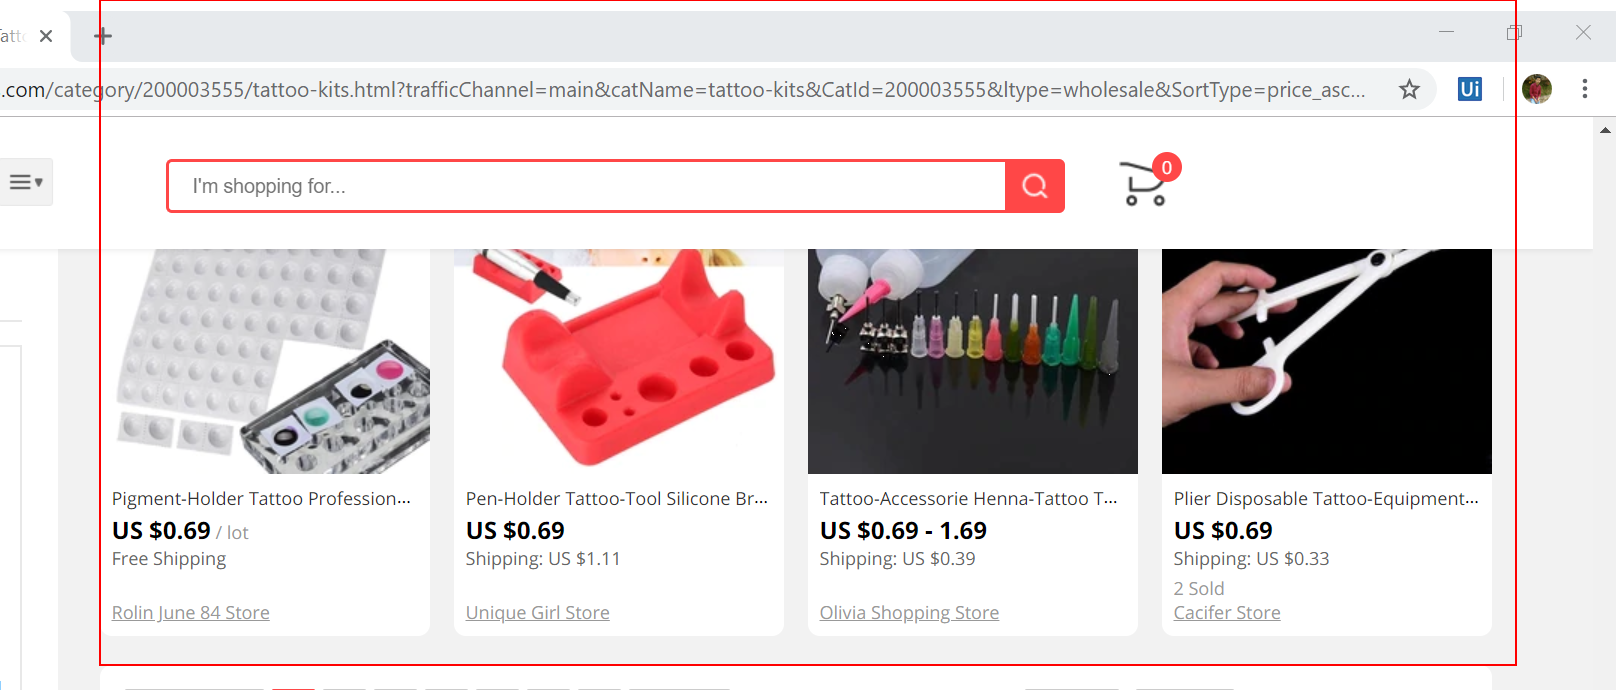 .com/category/200003555/tattoo-kits.html?trafficChannel=main&catName=tattoo-kits&CatId=200003555&ltype=wholesale&SortType=price_asc...
Ui
I'm shopping for...
0
Pigment-Holder Tattoo Profession...
US $0.69 / lot
Free Shipping
Rolin June 84 Store
Pen-Holder Tattoo-Tool Silicone Br...
US $0.69
Shipping: US $1.11
Unique Girl Store
Tattoo-Accessorie Henna-Tattoo T...
US $0.69 - 1.69
Shipping: US $0.39
Olivia Shopping Store
Plier Disposable Tattoo-Equipment...
US $0.69
Shipping: US $0.33
2 Sold
Cacifer Store